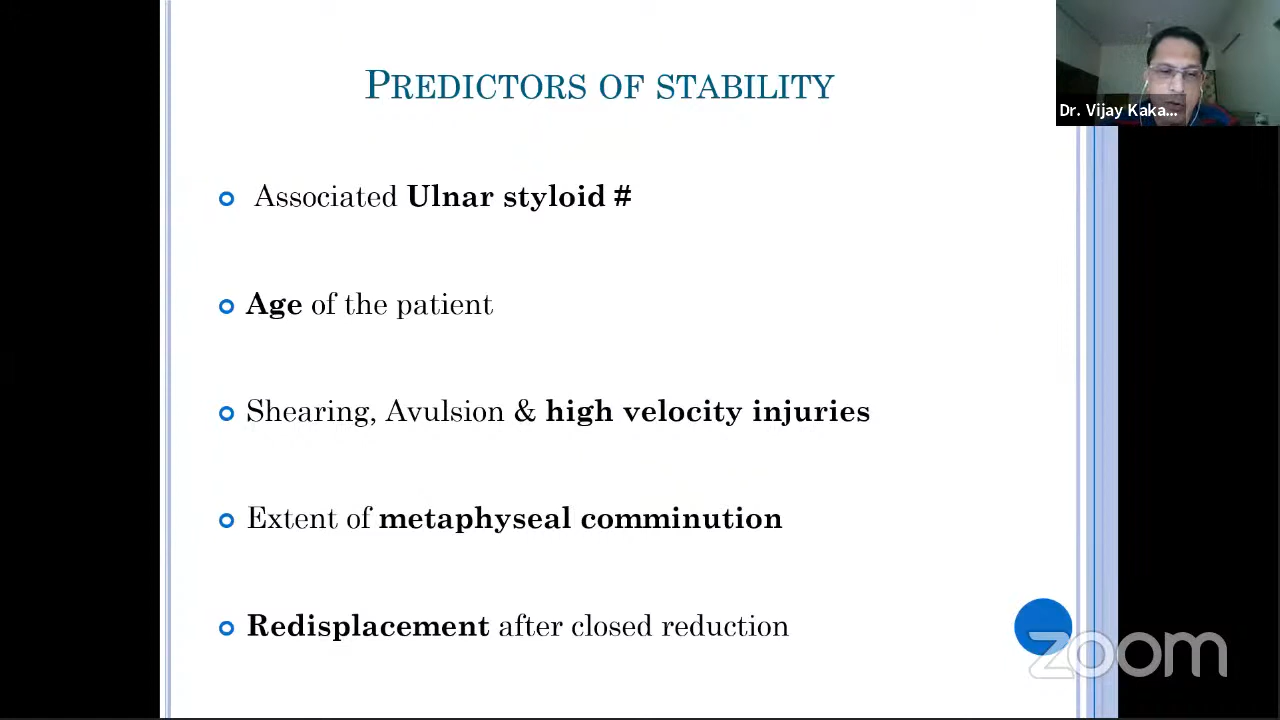 PREDICTORS OF STABILITY
Dr. Vijay Kaka...
Associated Ulnar styloid #
Age of the patient
Shearing, Avulsion & high velocity injuries
Extent of metaphyseal comminution
Redisplacement after closed reduction
zoom